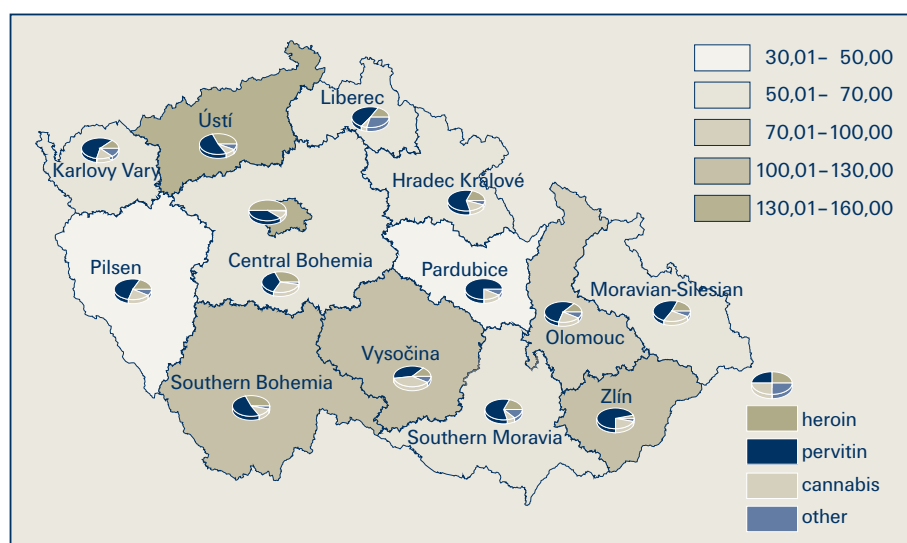 30,01– 50,00
50,01– 70,00
70,01–100,00
100,01–130,00
130,01–160,00
Liberec
Ústí
Karlovy Vary
Hradec Králové
Pilsen
Central Bohemia
Pardubice
Moravian-Silesian
Olomouc
Vysočina
Southern Bohemia
Zlín
Southern Moravia
heroin
pervitin
cannabis
other